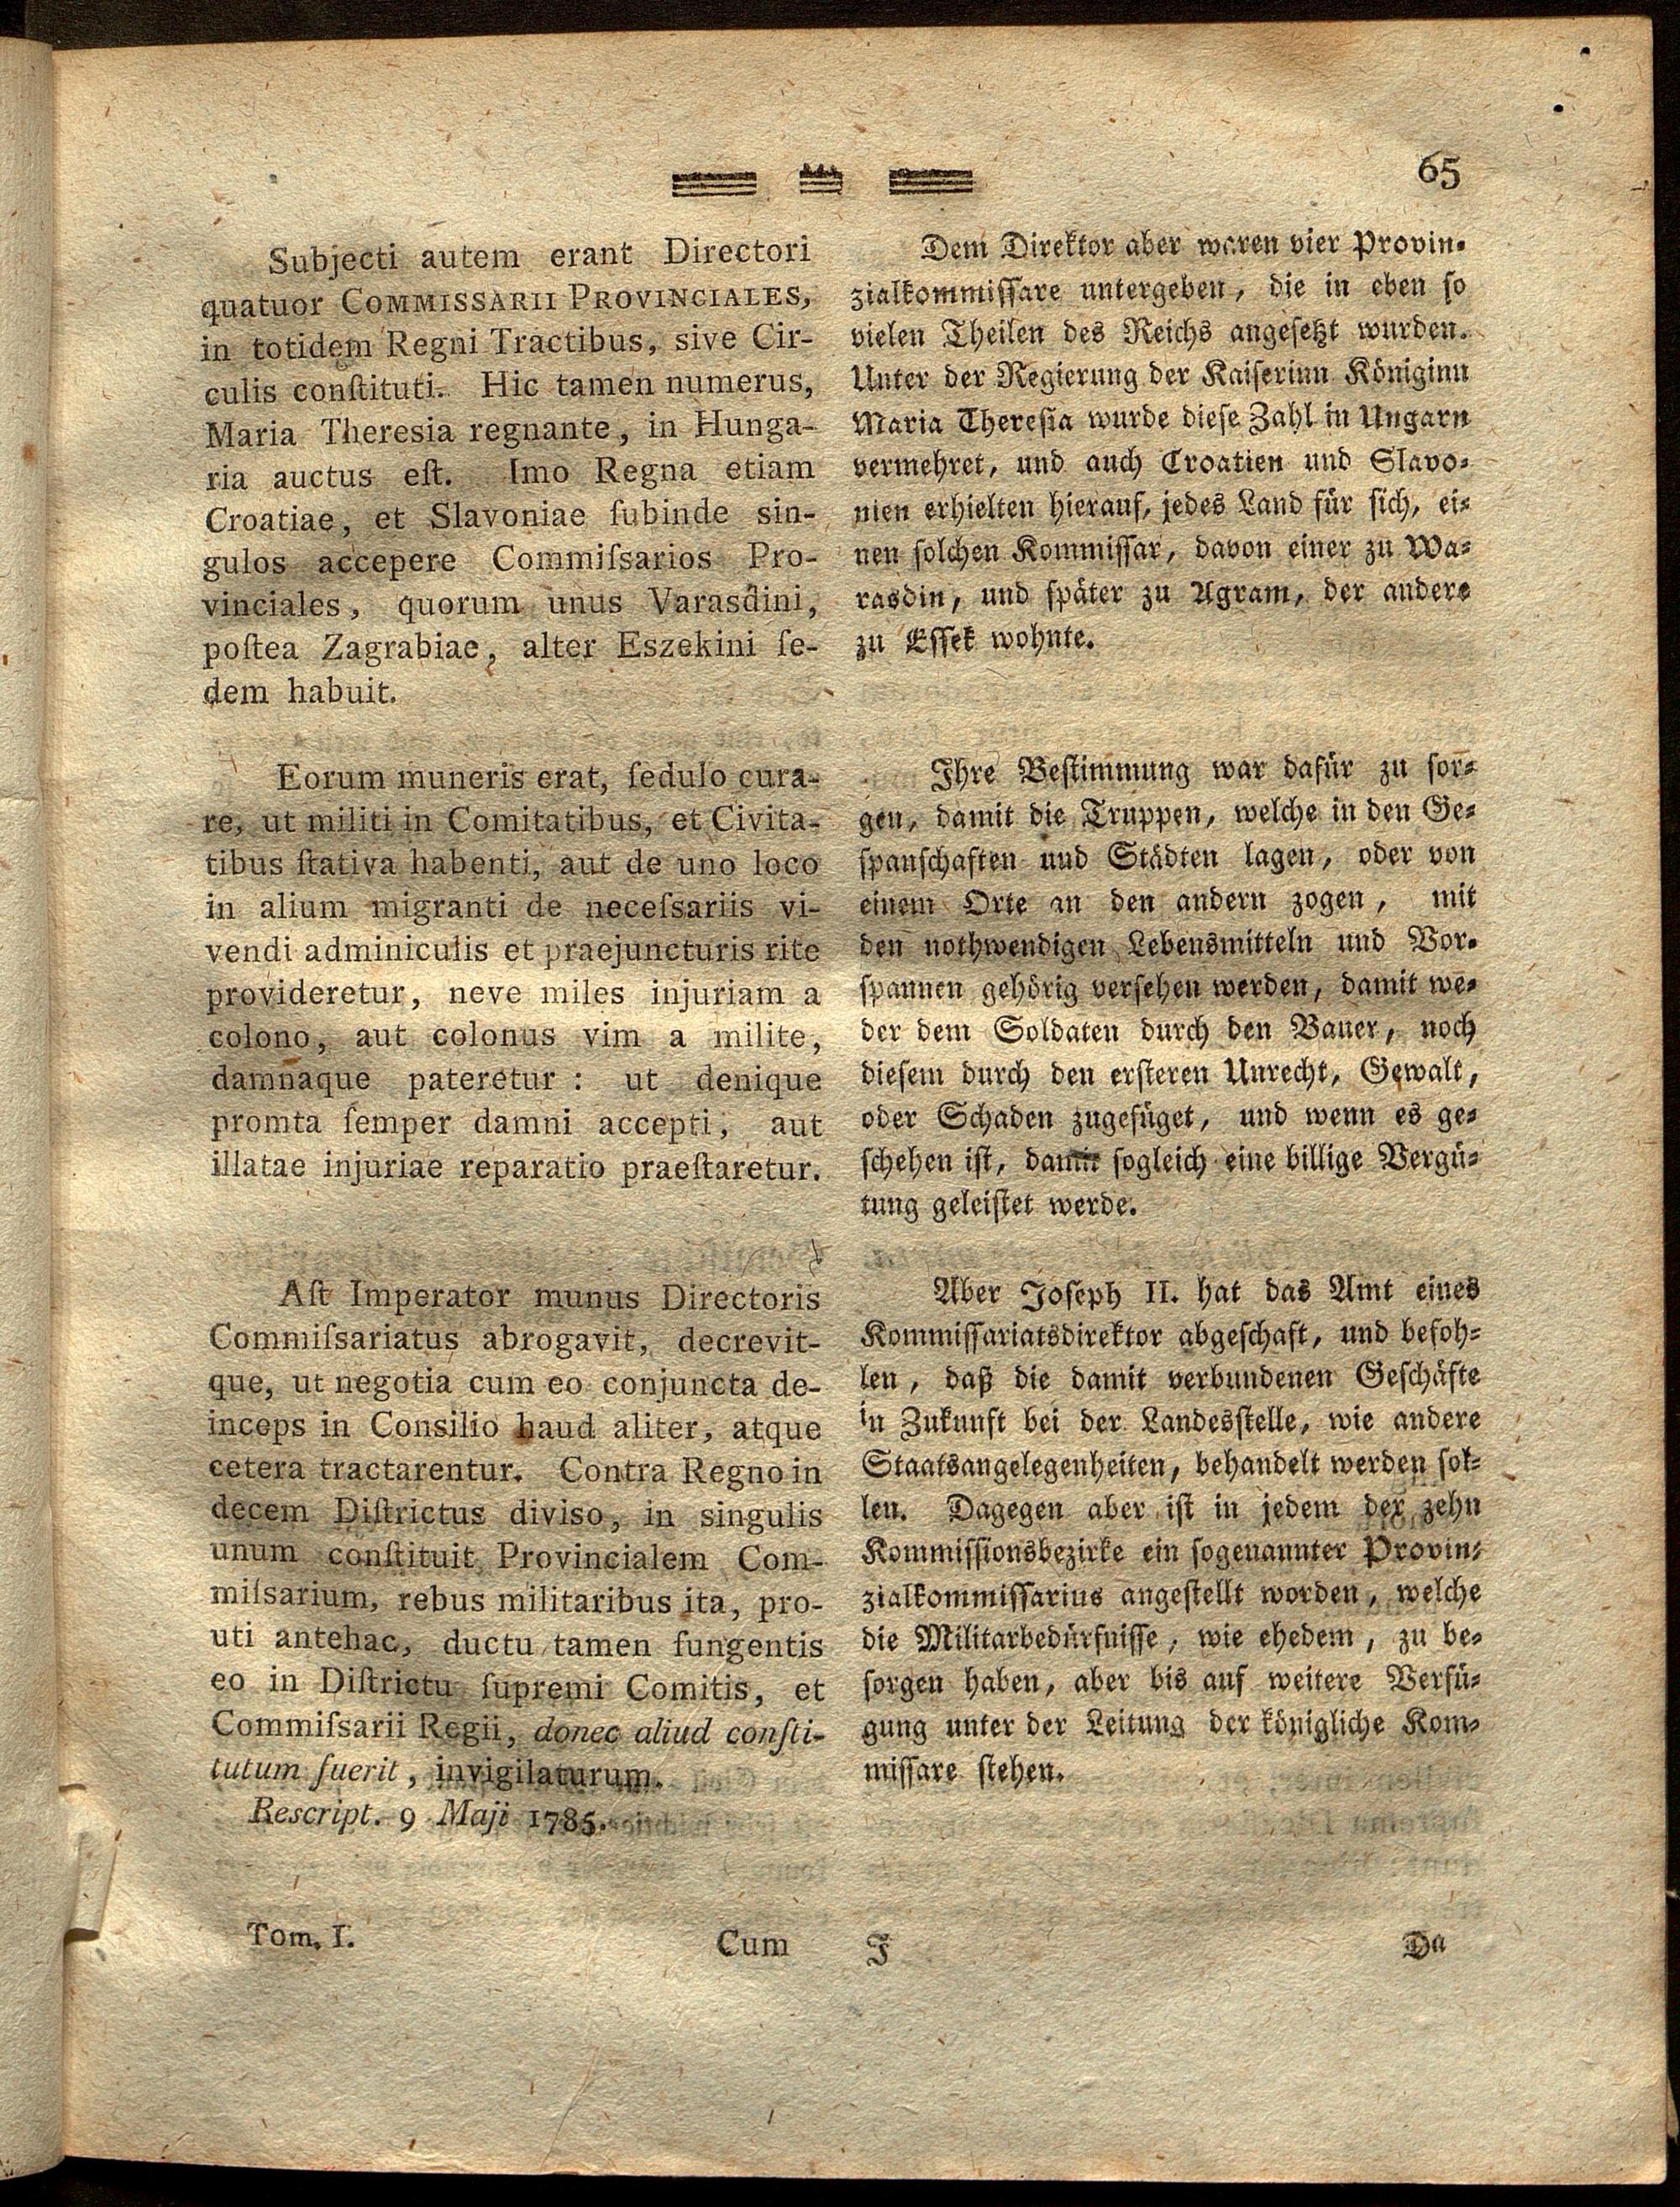 65
Subjecti autem erant Directori
quatuor COMMISSARII PROVINCIALES,
in totidem Regni Tractibus, sive Cir-
culis conſtituti. Hic tamen numerus,
Maria Theresia regnante, in Hunga-
ria auctus eſt. Imo Regna etiam
Croatiae, et Slavoniae ſubinde sin-
gulos accepere Commiſsarios Pro-
vinciales, quorum unus Varasdini,
poſtea Zagrabiae, alter Eszekini ſe-
dem habuit.
Eorum muneris erat, ſedulo cura-
re, ut militi in Comitatibus, et Civita-
tibus ſtativa habenti, aut de uno loco
in alium migranti de neceſsariis vi-
vendi adminiculis et praejuncturis rite
provideretur, neve miles injuriam a
colono, aut colonus vim a milite,
damnaque pateretur: ut denique
promta ſemper damni accepti, aut
illatae injuriae reparatio praeſtaretur.
Aſt Imperator munus Directoris
Commiſsariatus abrogavit, decrevit-
que, ut negotia cum eo conjuncta de-
inceps in Consilio haud aliter, atque
cetera tractarentur. Contra Regno in
decem Diſtrictus diviso, in singulis
unum conſtituit Provincialem Com-
miſsarium, rebus militaribus ita, pro-
uti antehac, ductu tamen fungentis
eo in Diſtrictu ſupremi Comitis, et
Commiſsarii Regii, donec aliud conſti-
tutum fuerit, invigilaturum.
Rescript. 9 Maji 1785.
Tom. I.
Cum
Dem Direktor aber waren vier Provin-
zialkommiſſare untergeben, die in eben ſo
vielen Theilen des Reichs angeſetzt wurden.
Unter der Regierung der Kaiſerinn Königinn
Maria Thereſia wurde dieſe Zahl in Ungarn
vermehret, und auch Croatien und Slavo-
nien erhielten hierauf, jedes Land für ſich, ei-
nen ſolchen Kommiſſar, davon einer zu Wa-
rasdin, und ſpäter zu Agram, der andere
zu Eſſek wohnte.
Ihre Beſtimmung war dafür zu ſor-
gen, damit die Truppen, welche in den Ge-
ſpanſchaften und Städten lagen, oder von
einem Orte an den andern zogen, mit
den nothwendigen Lebensmitteln und Vor-
ſpannen gehörig verſehen werden, damit we-
der dem Soldaten durch den Bauer, noch
dieſem durch den erſteren Unrecht, Gewalt,
oder Schaden zugefüget, und wenn es ge-
ſchehen iſt, damit ſogleich eine billige Vergü-
tung geleiſtet werde.
Aber Joſeph II. hat das Amt eines
Kommiſſariatsdirektor abgeſchaft, und befoh-
len, daß die damit verbundenen Geſchäfte
in Zukunft bei der Landesſtelle, wie andere
Staatsangelegenheiten, behandelt werden ſol-
len. Dagegen aber iſt in jedem der zehn
Kommiſſionsbezirke ein ſogenannter Provin-
zialkommiſſarius angeſtellt worden, welche
die Militarbedürfniſſe, wie ehedem, zu be-
ſorgen haben, aber bis auf weitere Verfü-
gung unter der Leitung der königliche Kom-
miſſare ſtehen.
J
Da